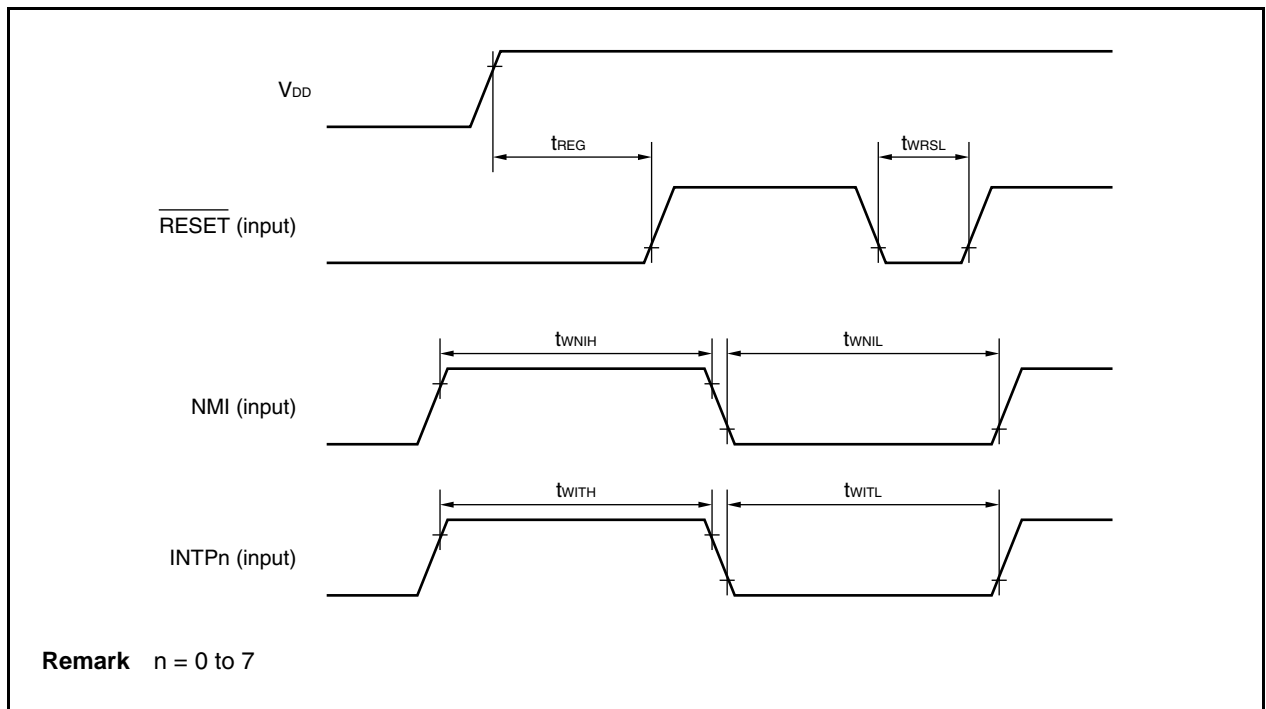 VDD
tREG
tWRSL
RESET (input)
tWNIH
tWNIL
NMI (input)
tWITH
tWITL
INTPn (input)
Remark n = 0 to 7